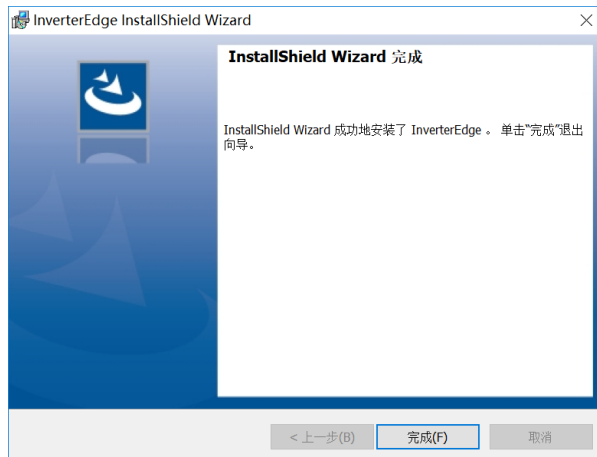 InverterEdge InstallShield Wizard
InstallShield Wizard 完成
InstallShield Wizard 成功地安装了 InverterEdge 。 单击“完成”退出
向导。
< 上一步(B) 完成(F) 取消